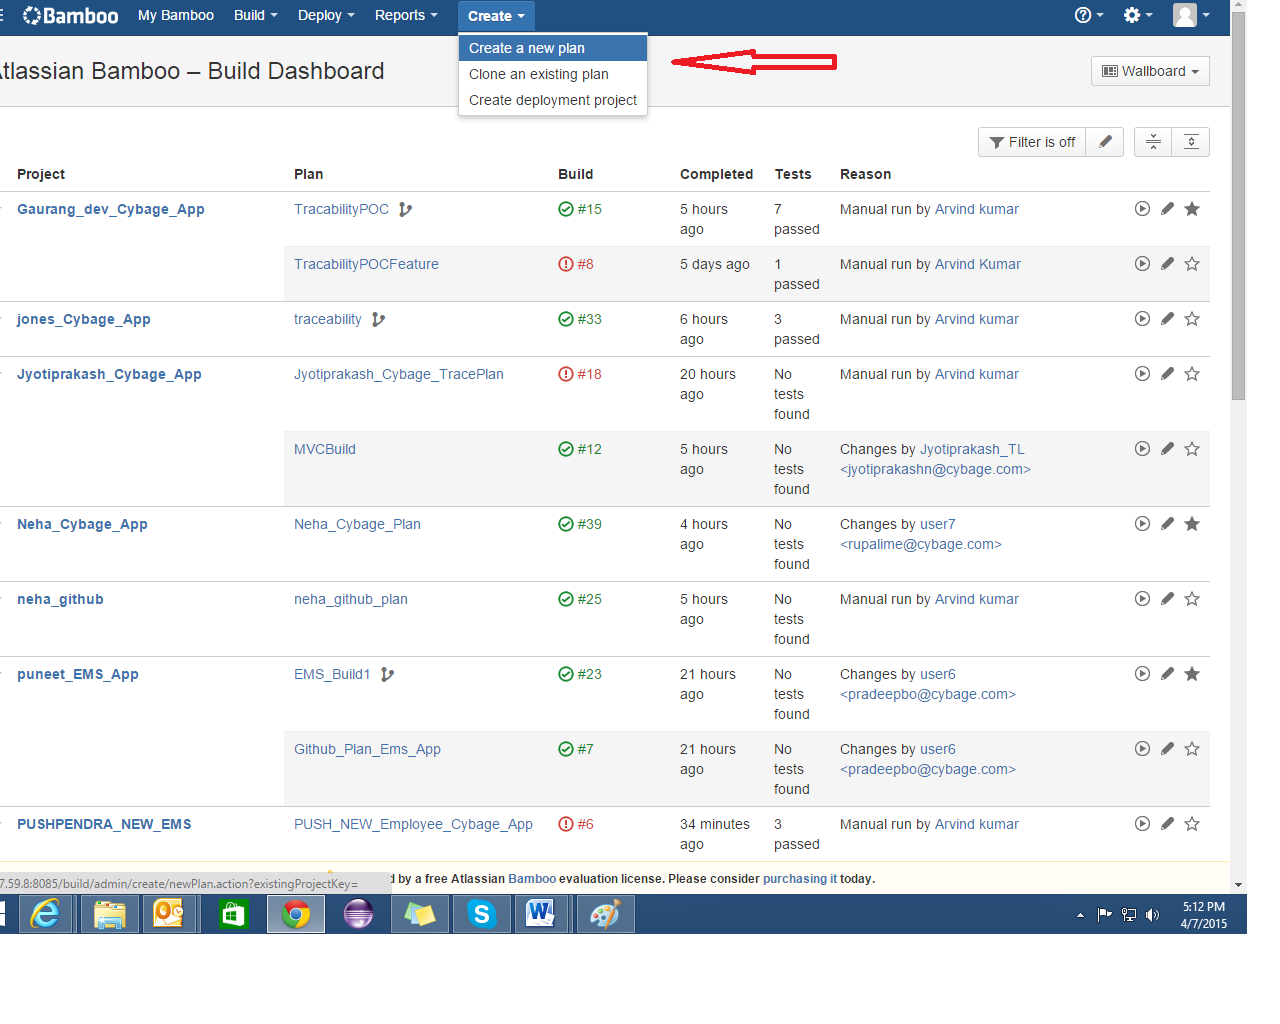 Bamboo My Bamboo Build Deploy Reports Create
Create a new plan
Clone an existing plan
Create deployment project
tlassian Bamboo – Build Dashboard
Wallboard
Filter is off
Project Plan Build Completed Tests Reason
Gaurang_dev_Cybage_App TracabilityPOC #15 5 hours ago 7 passed Manual run by Arvind kumar
TracabilityPOCFeature #8 5 days ago 1 passed Manual run by Arvind Kumar
jones_Cybage_App traceability #33 6 hours ago 3 passed Manual run by Arvind kumar
Jyotiprakash_Cybage_App Jyotiprakash_Cybage_TracePlan #18 20 hours ago No tests found Manual run by Arvind kumar
MVCBuild #12 5 hours ago No tests found Changes by Jyotiprakash_TL <jyotiprakashn@cybage.com>
Neha_Cybage_App Neha_Cybage_Plan #39 4 hours ago No tests found Changes by user7 <rupalime@cybage.com>
neha_github neha_github_plan #25 5 hours ago No tests found Manual run by Arvind kumar
puneet_EMS_App EMS_Build1 #23 21 hours ago No tests found Changes by user6 <pradeepbo@cybage.com>
Github_Plan_Ems_App #7 21 hours ago No tests found Changes by user6 <pradeepbo@cybage.com>
PUSHPENDRA_NEW_EMS PUSH_NEW_Employee_Cybage_App #6 34 minutes ago 3 passed Manual run by Arvind kumar
d by a free Atlassian Bamboo evaluation license. Please consider purchasing it today.
7.59.8:8085/build/admin/create/newPlan.action?existingProjectKey=
5:12 PM
4/7/2015